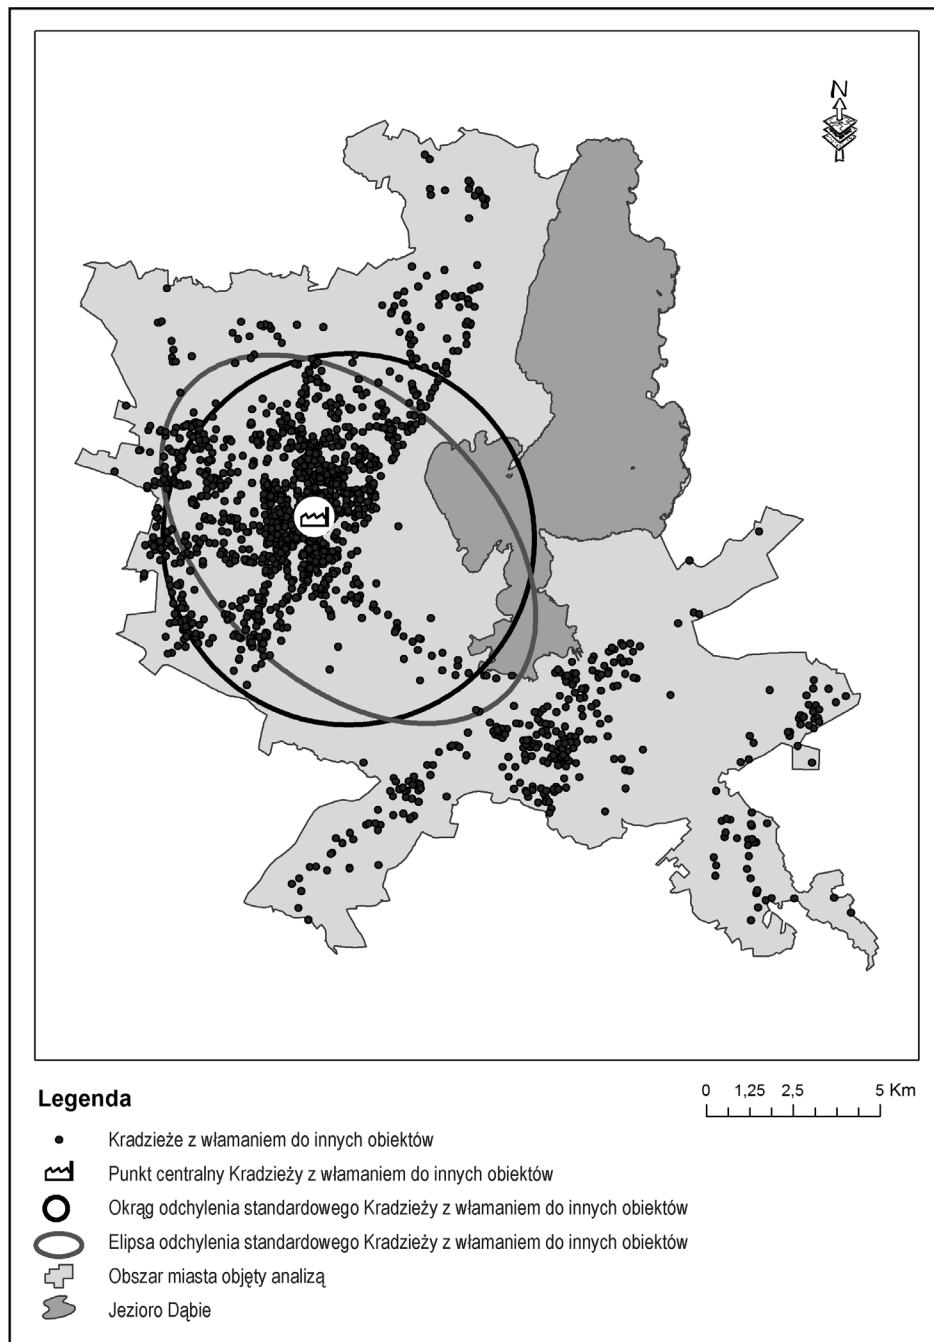 N
Legenda
0 1,25 2,5 5 Km
Kradzieże z włamaniem do innych obiektów
Punkt centralny Kradzieży z włamaniem do innych obiektów
Okrąg odchylenia standardowego Kradzieży z włamaniem do innych obiektów
Elipsa odchylenia standardowego Kradzieży z włamaniem do innych obiektów
Obszar miasta objęty analizą
Jezioro Dąbie